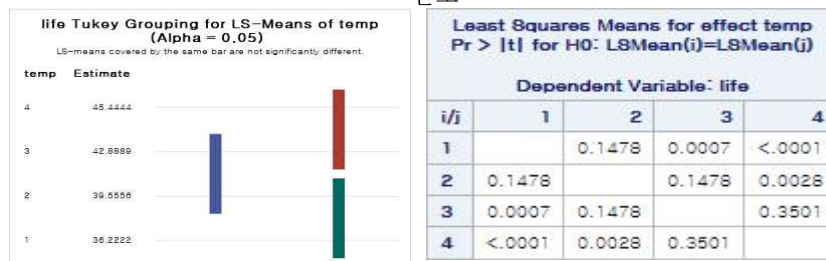 life Tukey Grouping for LS-Means of temp
(Alpha = 0.05)
LS-means covered by the same bar are not significantly different.
temp Estimate
4 45.4444
3 42.8889
2 39.5556
1 36.2222
Least Squares Means for effect temp
Pr > |t| for H0: LSMean(i)=LSMean(j)
Dependent Variable: life
i/j 1 2 3 4
1 0.1478 0.0007 <.0001
2 0.1478 0.1478 0.0028
3 0.0007 0.1478 0.3501
4 <.0001 0.0028 0.3501